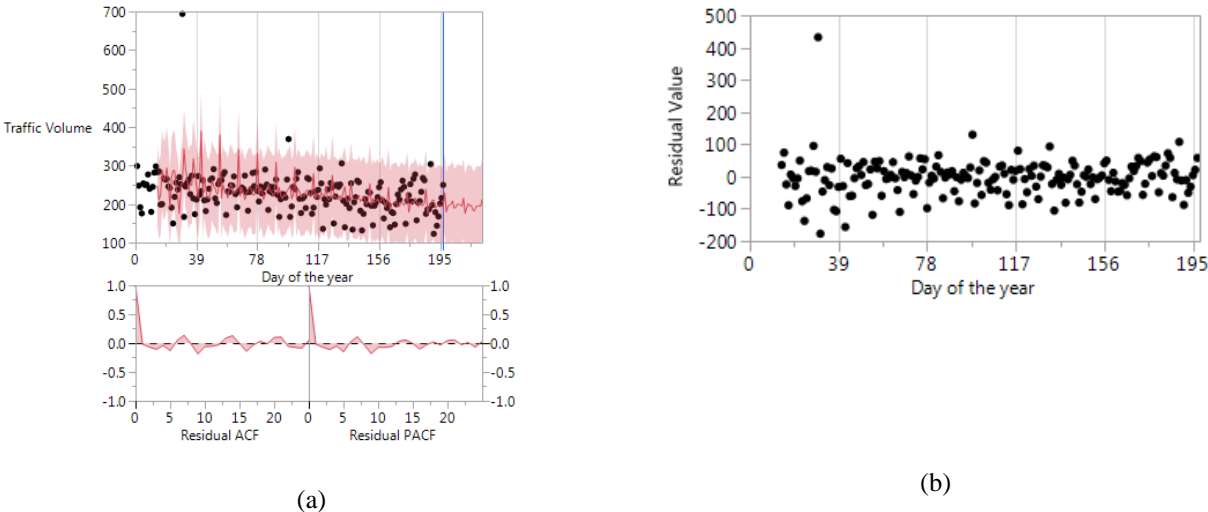 700
600
500
Traffic Volume
400
300
200
100
0 39 78 117 156 195
Day of the year
1.0 1.0
0.5 0.5
0.0 0.0
-0.5 -0.5
-1.0 -1.0
0 5 10 15 20 0 5 10 15 20
Residual ACF Residual PACF
(a)
500
400
300
200
100
0
-100
-200
Residual Value
0 39 78 117 156 195
Day of the year
(b)